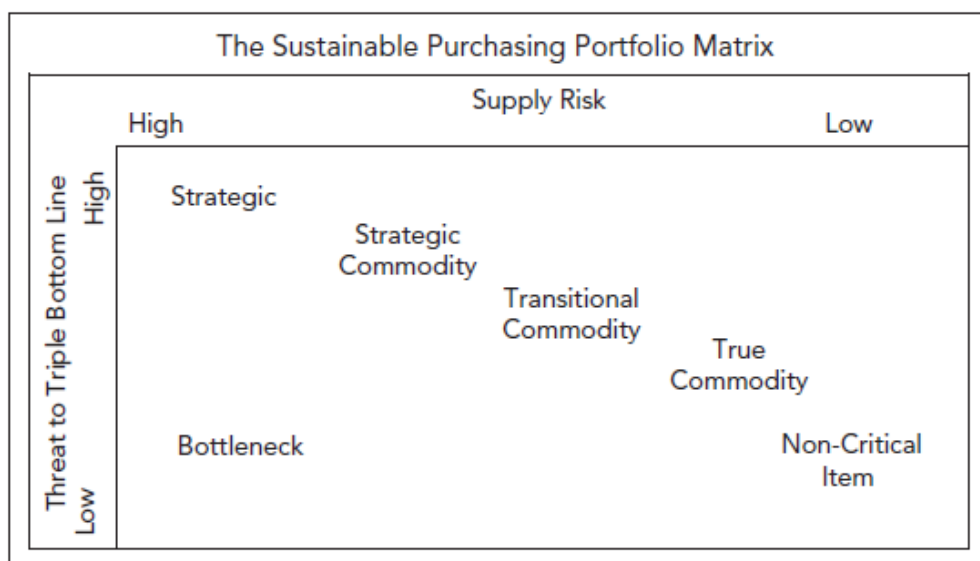 The Sustainable Purchasing Portfolio Matrix
Supply Risk
High
Low
Threat to Triple Bottom Line
High
Low
Strategic
Strategic
Commodity
Transitional
Commodity
True
Commodity
Bottleneck
Non-Critical
Item